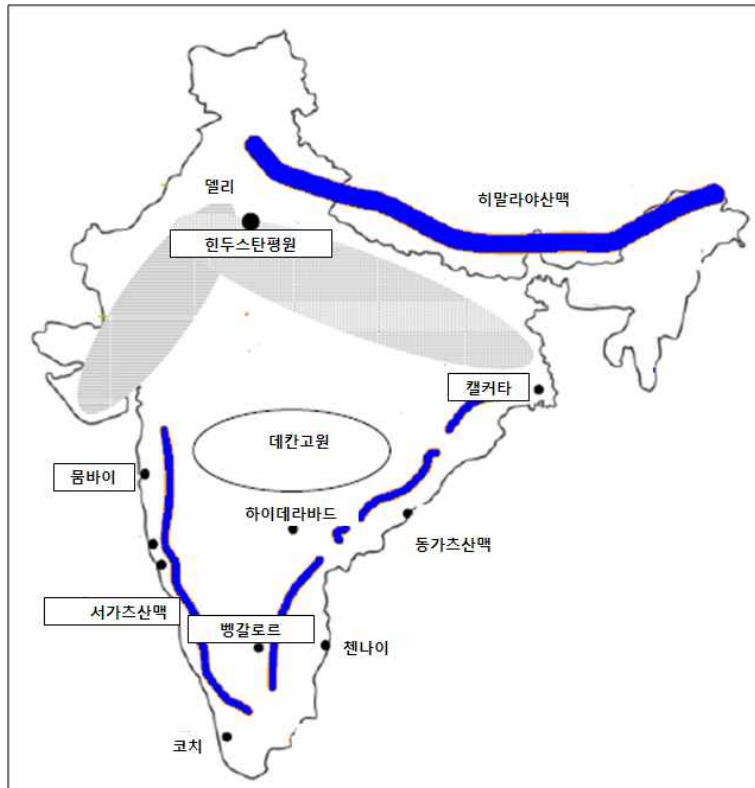 델리
히말라야산맥
힌두스탄평원
캘커타
데칸고원
뭄바이
하이데라바드
동가츠산맥
서가츠산맥
벵갈로르
첸나이
코치